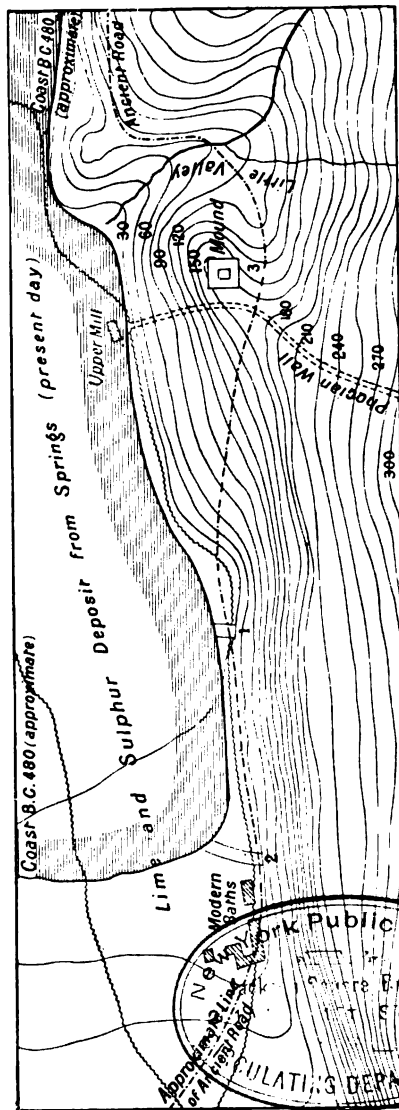 Coast B.C. 480
(approximate)
Ancient Road
Little
Valley
30
60
90
120
150
Mound
3
180
210
240
270
300
Phocian Wall
Upper Mill
Lime and Sulphur Deposir from Springs (present day)
Coast B.C. 480 (approximate)
1
2
Modern
Baths
Approximate Line
of Ancient Road
New York Public
CULATING DEPA